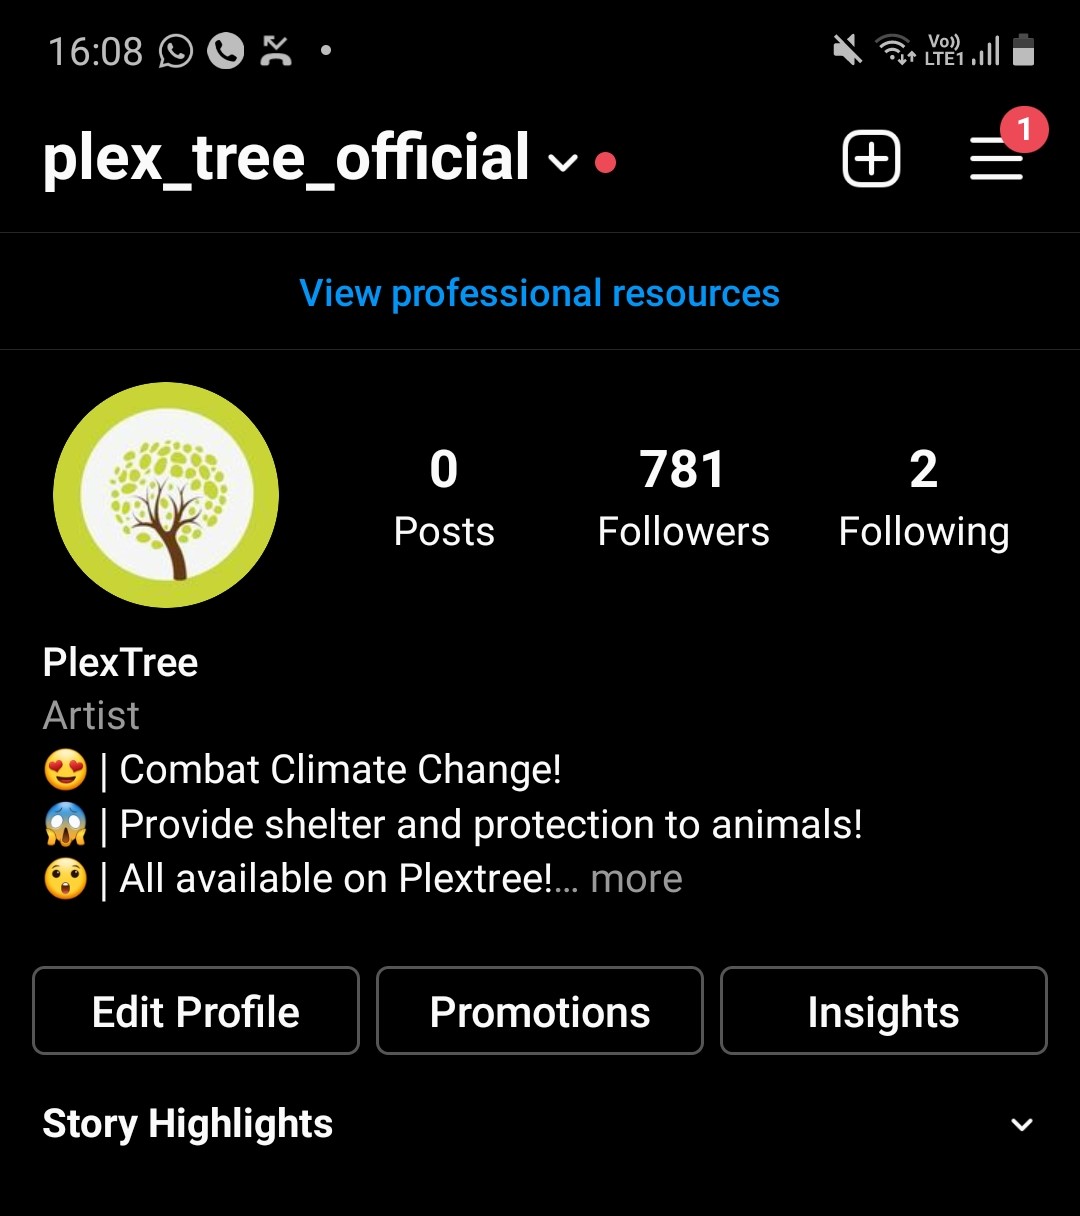 16:08 Vo)) LTE1
plex_tree_official 1
View professional resources
0 781 2
Posts Followers Following
PlexTree
Artist
😍 | Combat Climate Change!
😱 | Provide shelter and protection to animals!
😲 | All available on Plextree!... more
Edit Profile Promotions Insights
Story Highlights